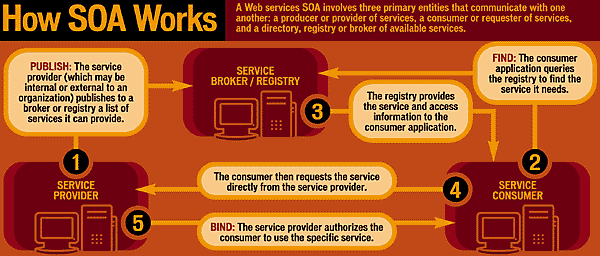 How SOA Works
A Web services SOA involves three primary entities that communicate with one
another: a producer or provider of services, a consumer or requester of services,
and a directory, registry or broker of available services.
PUBLISH: The service
provider (which may be
internal or external to an
organization) publishes to a
broker or registry a list of
services it can provide.
SERVICE
BROKER / REGISTRY
FIND: The consumer
application queries
the registry to find the
service it needs.
3
The registry provides
the service and access
information to the
consumer application.
1
2
SERVICE
PROVIDER
The consumer then requests the service
directly from the service provider.
4
SERVICE
CONSUMER
5
BIND: The service provider authorizes the
consumer to use the specific service.